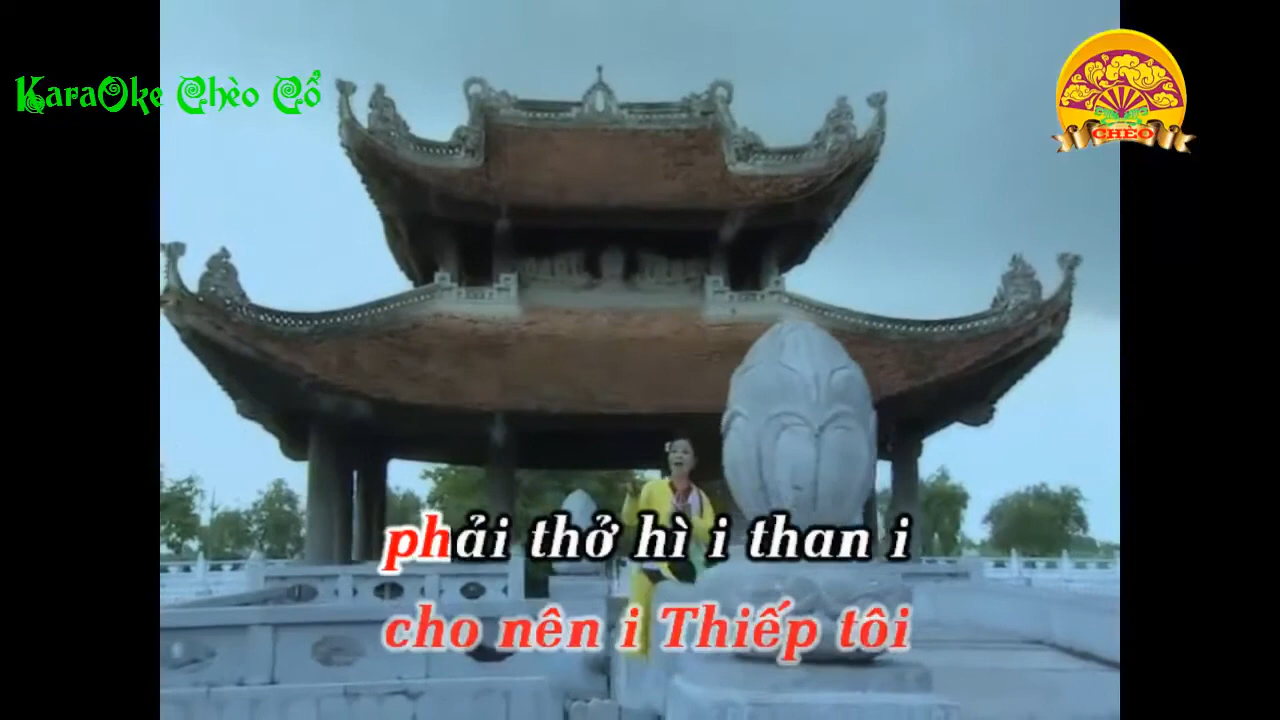 KaraOke Chèo Cổ
CHÈO
phải thở hì i than i
cho nên i Thiếp tôi